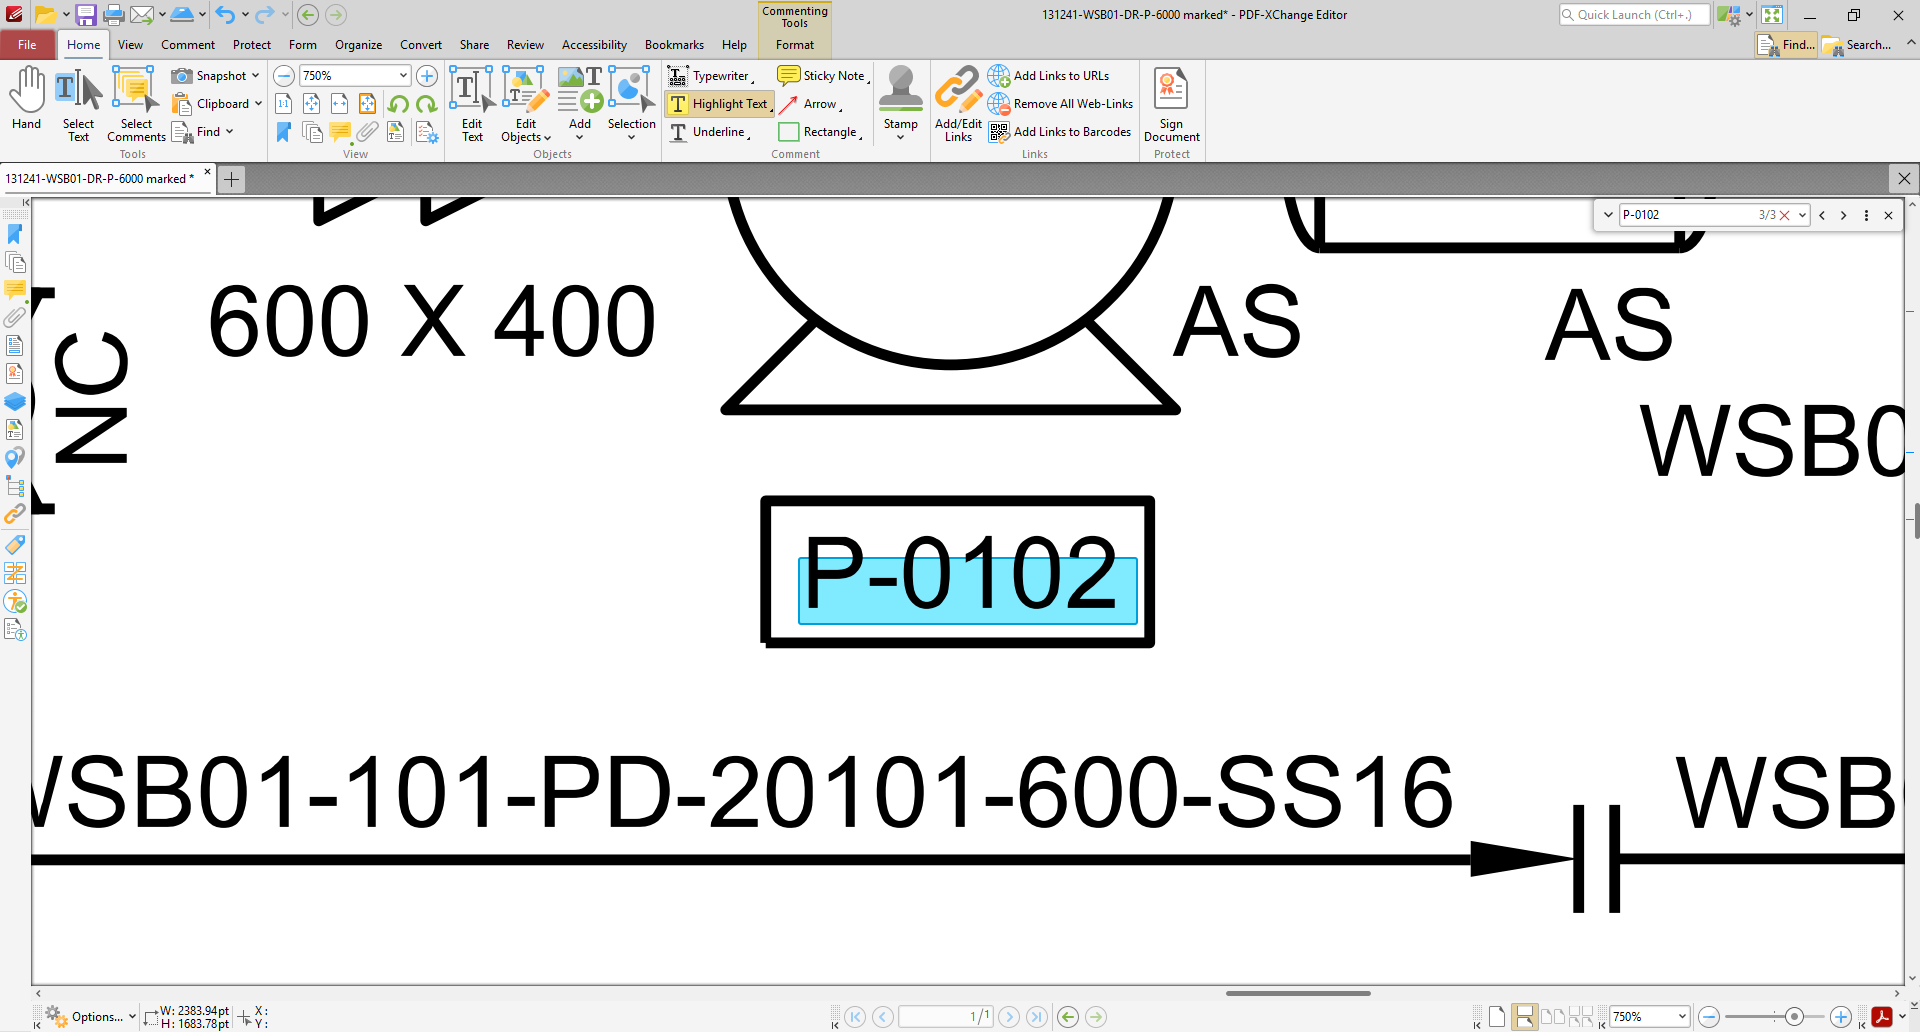 Commenting Tools
131241-WSB01-DR-P-6000 marked* - PDF-XChange Editor
Quick Launch (Ctrl+.)
File
Home
View
Comment
Protect
Form
Organize
Convert
Share
Review
Accessibility
Bookmarks
Help
Format
Find...
Search...
Hand
Select Text
Select Comments
Snapshot
Clipboard
Find
Tools
750%
1:1
View
Edit Text
Edit Objects
Add
Selection
Objects
Typewriter
Highlight Text
Underline
Sticky Note
Arrow
Rectangle
Stamp
Comment
Add/Edit Links
Add Links to URLs
Remove All Web-Links
Add Links to Barcodes
Links
Sign Document
Protect
131241-WSB01-DR-P-6000 marked *
P-0102
3/3
600 X 400
AS
AS
NC
WSB0
P-0102
WSB01-101-PD-20101-600-SS16
WSB
Options...
W: 2383.94pt
H: 1683.78pt
X:
Y:
1/1
750%